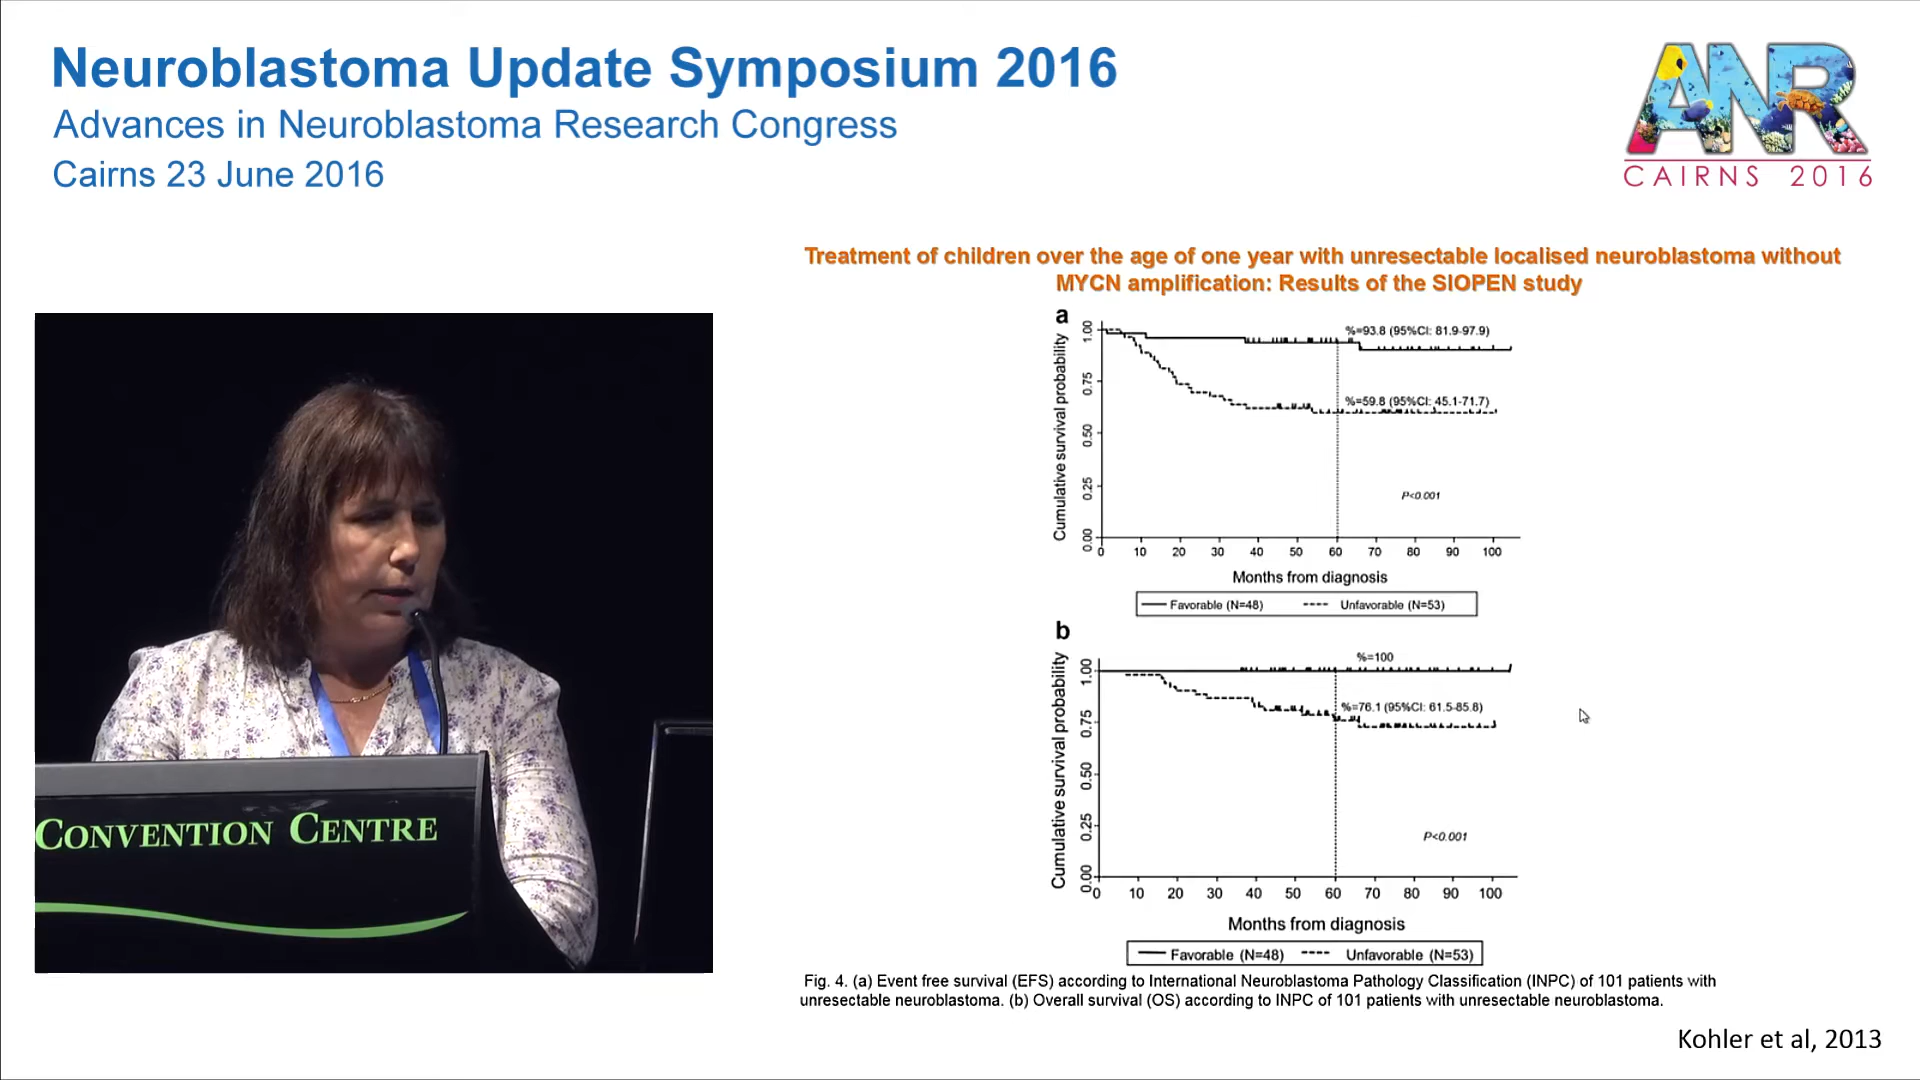 Neuroblastoma Update Symposium 2016
Advances in Neuroblastoma Research Congress
Cairns 23 June 2016
ANR
CAIRNS 2016
Treatment of children over the age of one year with unresectable localised neuroblastoma without
MYCN amplification: Results of the SIOPEN study
a
Cumulative survival probability
1.00
0.75
0.50
0.25
0.00
%=93.8 (95%CI: 81.9-97.9)
%=59.8 (95%CI: 45.1-71.7)
P<0.001
0 10 20 30 40 50 60 70 80 90 100
Months from diagnosis
Favorable (N=48) Unfavorable (N=53)
b
Cumulative survival probability
1.00
0.75
0.50
0.25
0.00
%=100
%=76.1 (95%CI: 61.5-85.8)
P<0.001
0 10 20 30 40 50 60 70 80 90 100
Months from diagnosis
Favorable (N=48) Unfavorable (N=53)
Fig. 4. (a) Event free survival (EFS) according to International Neuroblastoma Pathology Classification (INPC) of 101 patients with
unresectable neuroblastoma. (b) Overall survival (OS) according to INPC of 101 patients with unresectable neuroblastoma.
Kohler et al, 2013
CONVENTION CENTRE